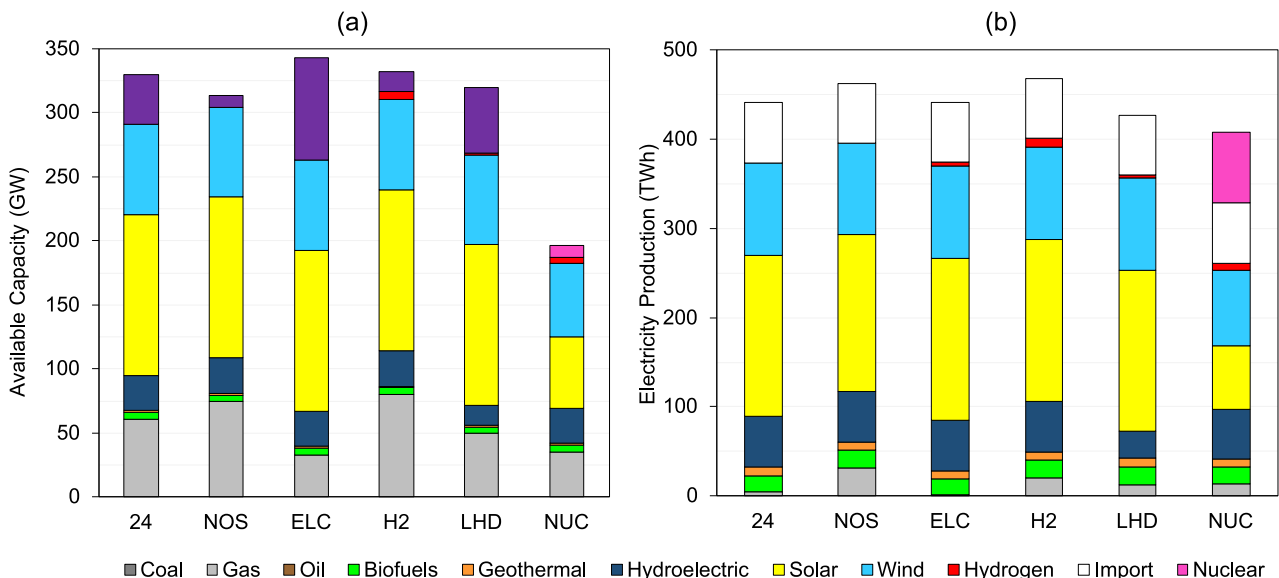 (a)
(b)
Available Capacity (GW)
350
300
250
200
150
100
50
0
24 NOS ELC H2 LHD NUC
Electricity Production (TWh)
500
400
300
200
100
0
24 NOS ELC H2 LHD NUC
Coal Gas Oil Biofuels Geothermal Hydroelectric Solar Wind Hydrogen Import Nuclear